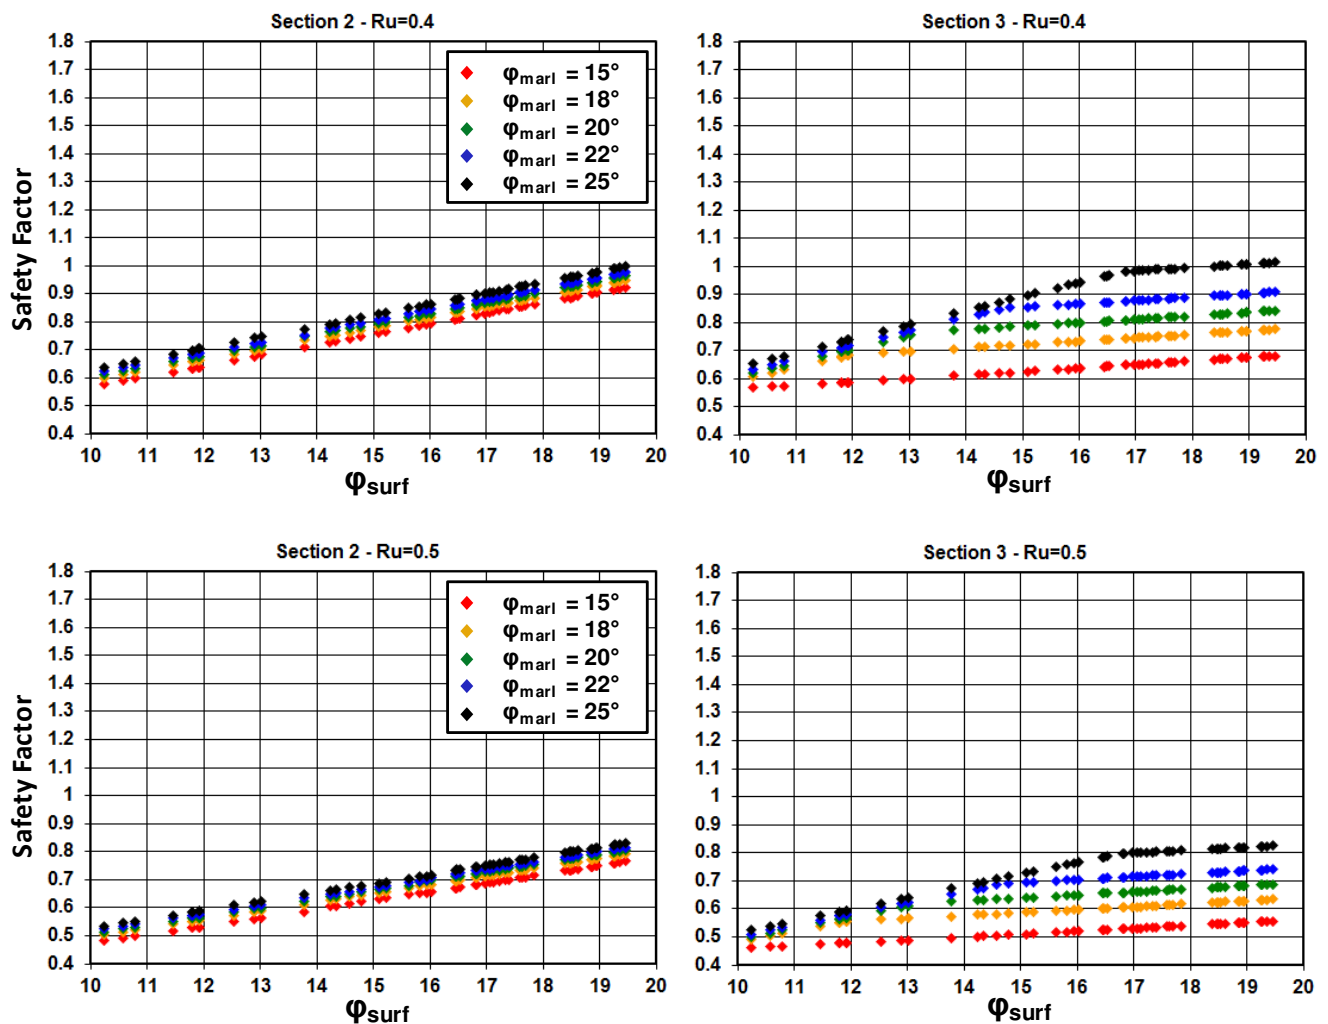 Section 2 - Ru=0.4
Safety Factor
1.8
1.7
1.6
1.5
1.4
1.3
1.2
1.1
1
0.9
0.8
0.7
0.6
0.5
0.4
φmarl = 15°
φmarl = 18°
φmarl = 20°
φmarl = 22°
φmarl = 25°
10 11 12 13 14 15 16 17 18 19 20
φsurf
Section 3 - Ru=0.4
1.8
1.7
1.6
1.5
1.4
1.3
1.2
1.1
1
0.9
0.8
0.7
0.6
0.5
0.4
10 11 12 13 14 15 16 17 18 19 20
φsurf
Section 2 - Ru=0.5
Safety Factor
1.8
1.7
1.6
1.5
1.4
1.3
1.2
1.1
1
0.9
0.8
0.7
0.6
0.5
0.4
φmarl = 15°
φmarl = 18°
φmarl = 20°
φmarl = 22°
φmarl = 25°
10 11 12 13 14 15 16 17 18 19 20
φsurf
Section 3 - Ru=0.5
1.8
1.7
1.6
1.5
1.4
1.3
1.2
1.1
1
0.9
0.8
0.7
0.6
0.5
0.4
10 11 12 13 14 15 16 17 18 19 20
φsurf